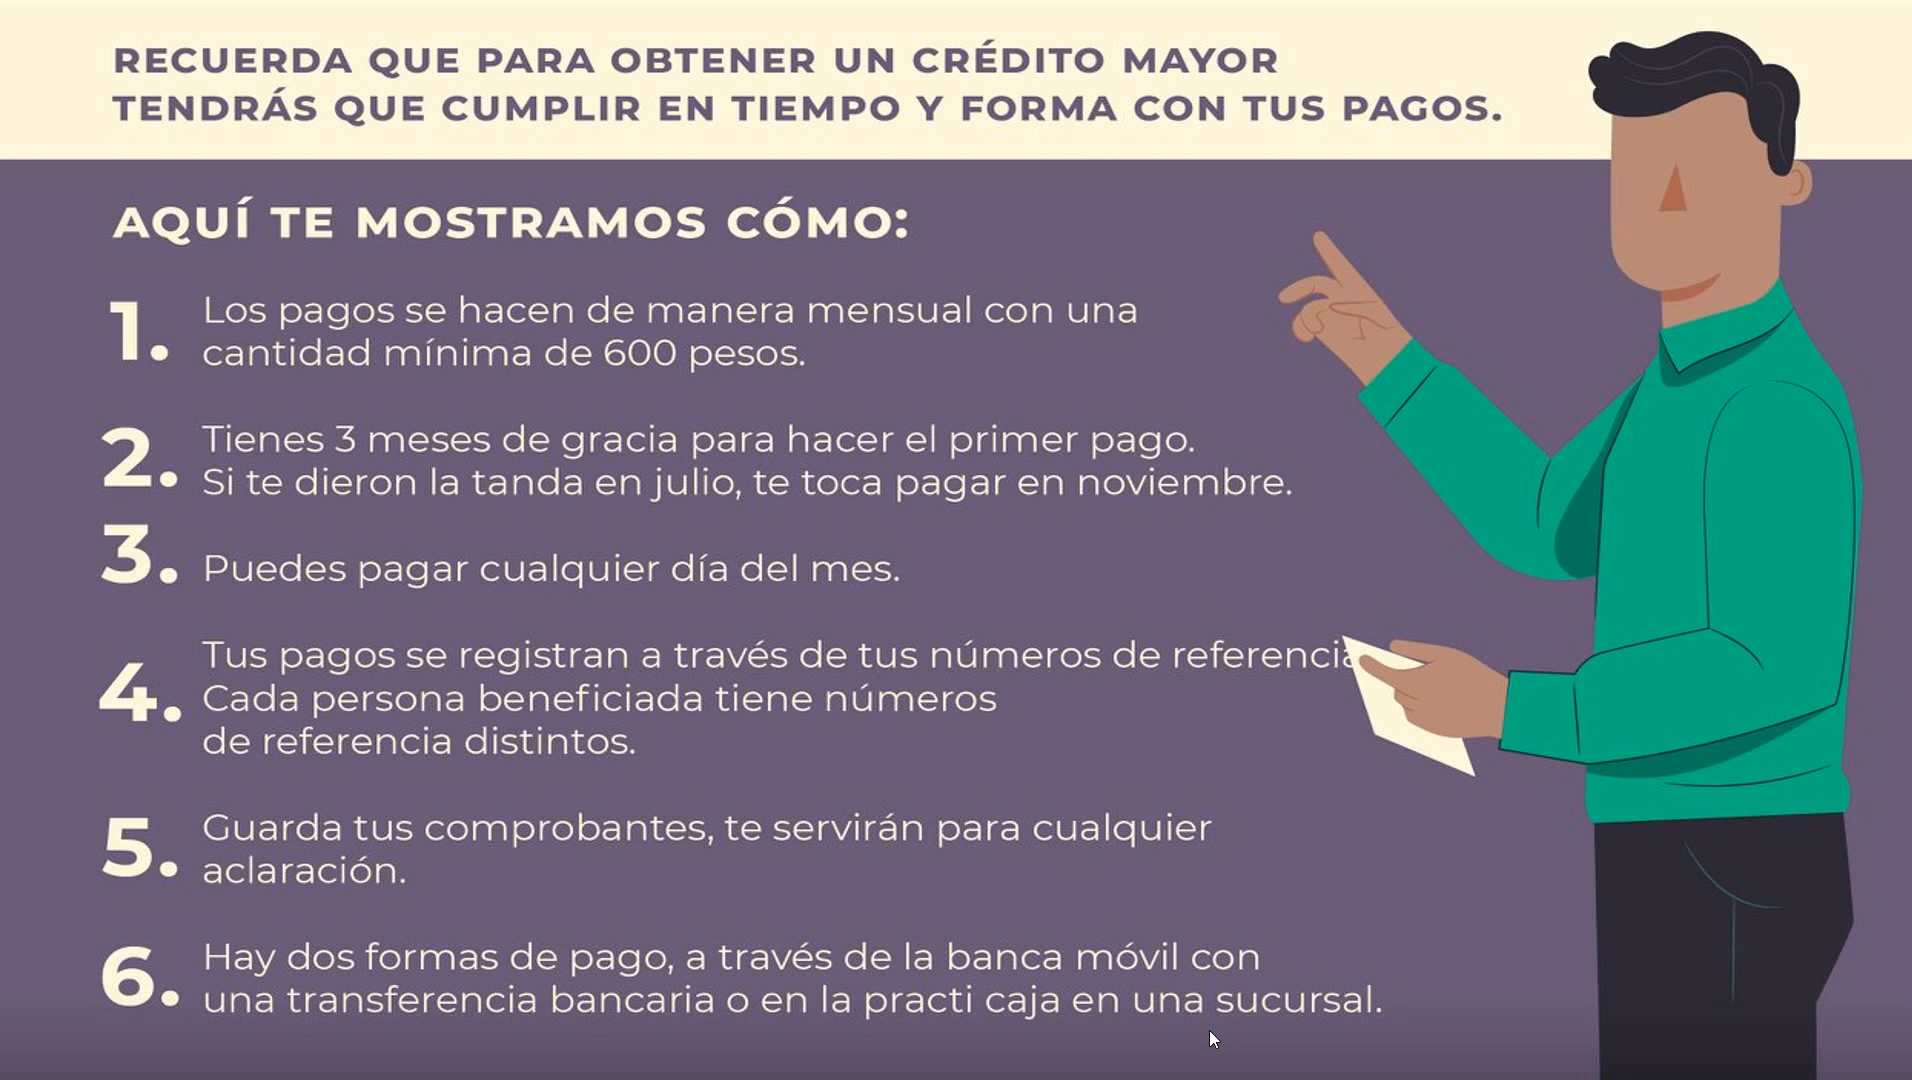 RECUERDA QUE PARA OBTENER UN CRÉDITO MAYOR
TENDRÁS QUE CUMPLIR EN TIEMPO Y FORMA CON TUS PAGOS.
AQUÍ TE MOSTRAMOS CÓMO:
1. Los pagos se hacen de manera mensual con una
cantidad mínima de 600 pesos.
2. Tienes 3 meses de gracia para hacer el primer pago.
Si te dieron la tanda en julio, te toca pagar en noviembre.
3. Puedes pagar cualquier día del mes.
4. Tus pagos se registran a través de tus números de referencia
Cada persona beneficiada tiene números
de referencia distintos.
5. Guarda tus comprobantes, te servirán para cualquier
aclaración.
6. Hay dos formas de pago, a través de la banca móvil con
una transferencia bancaria o en la practi caja en una sucursal.